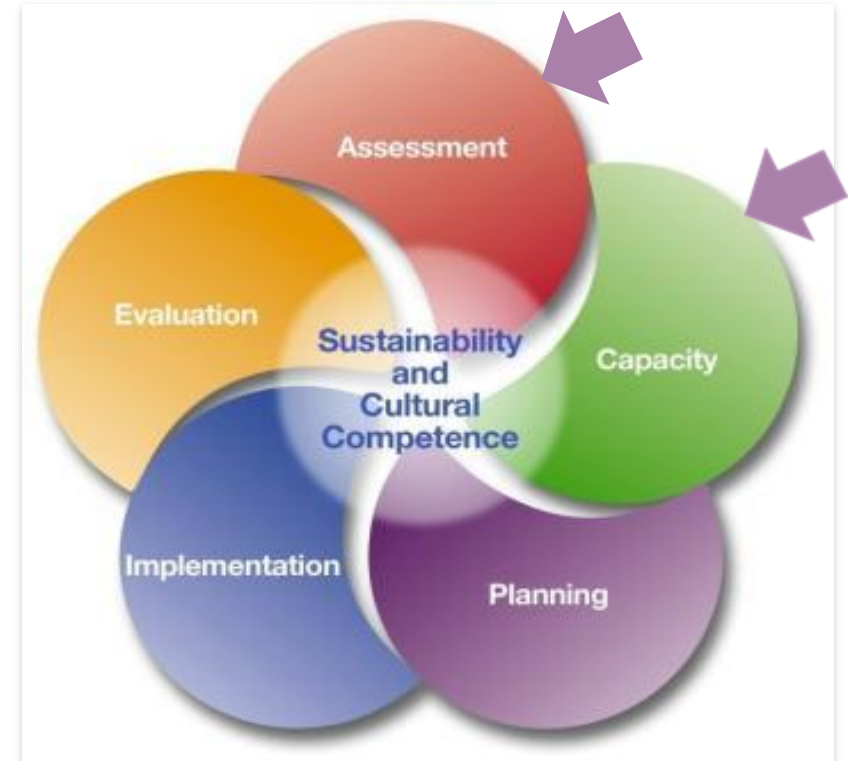 Assessment
Evaluation
Sustainability
and
Cultural
Competence
Capacity
Implementation
Planning